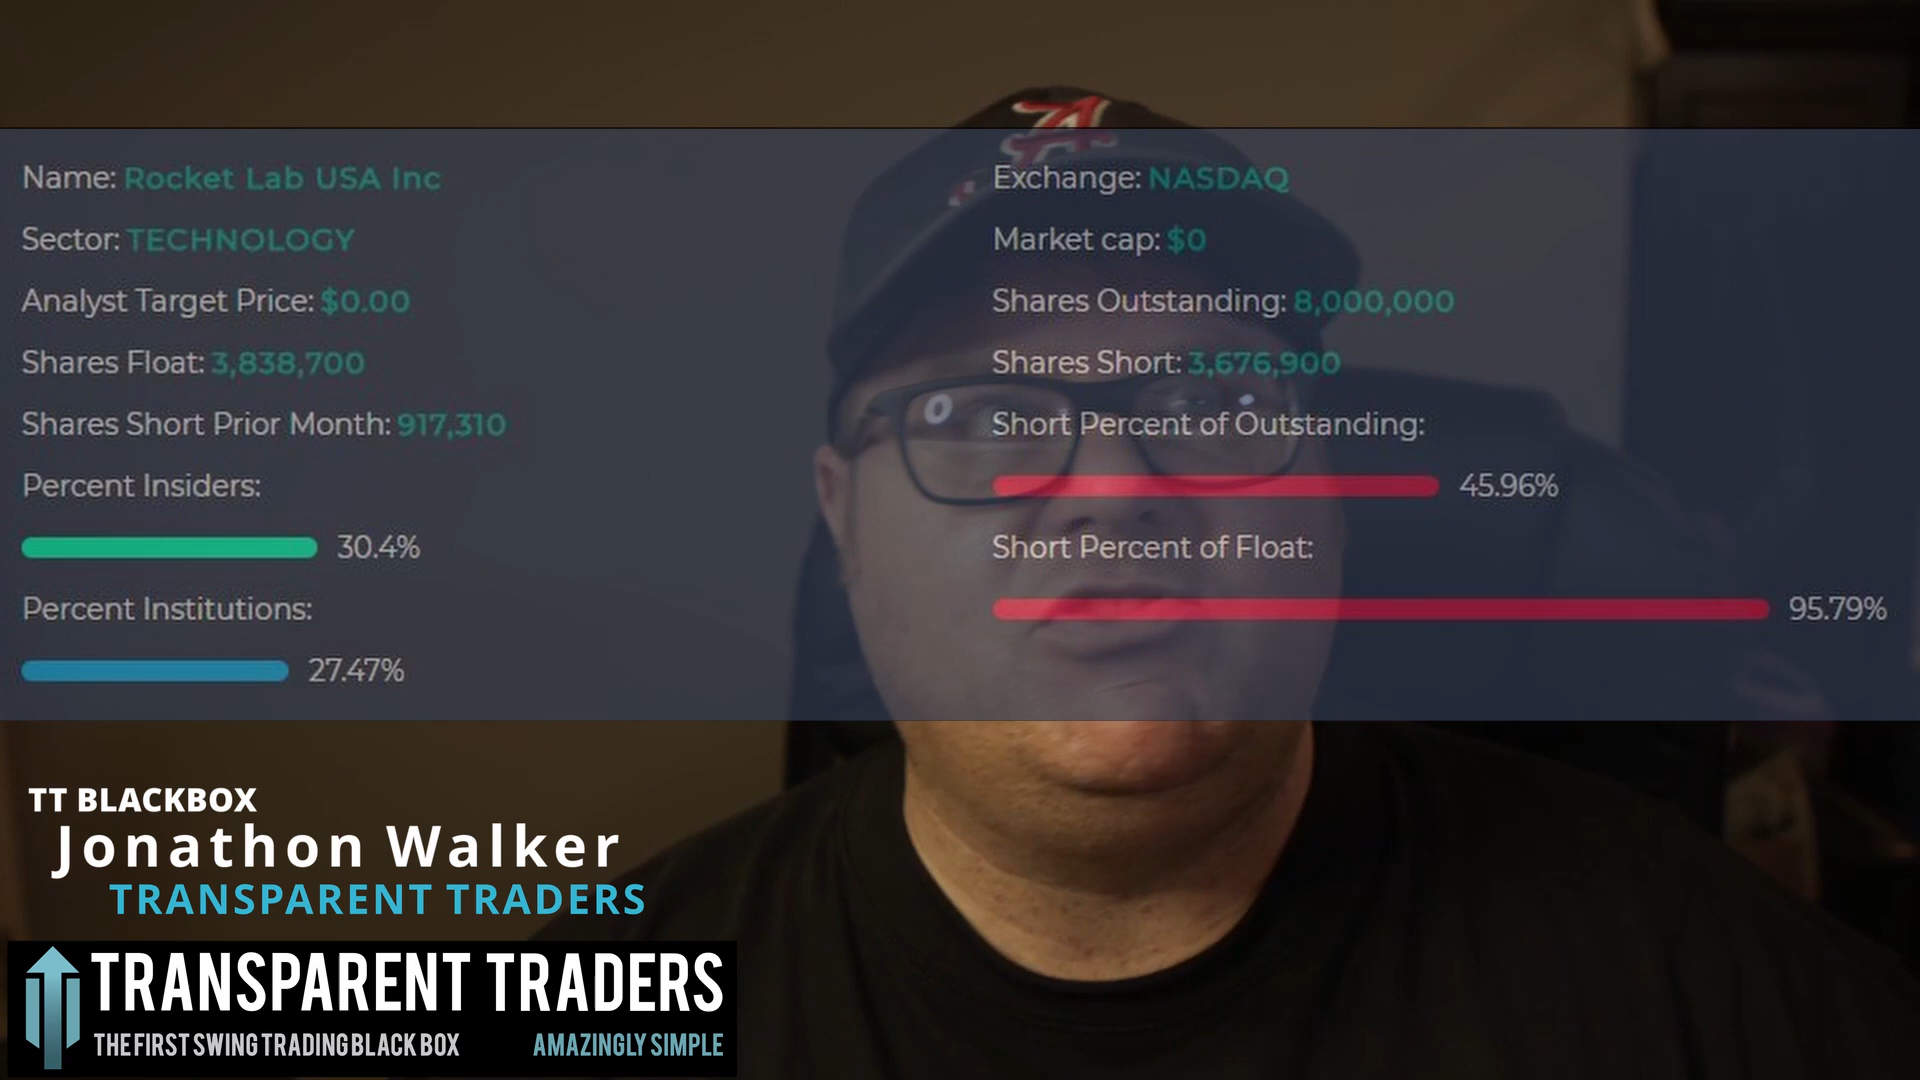 A
Name: Rocket Lab USA Inc
Sector: TECHNOLOGY
Analyst Target Price: $0.00
Shares Float: 3,838,700
Shares Short Prior Month: 917,310
Percent Insiders:
30.4%
Percent Institutions:
27.47%
Exchange: NASDAQ
Market cap: $0
Shares Outstanding: 8,000,000
Shares Short: 3,676,900
Short Percent of Outstanding:
45.96%
Short Percent of Float:
95.79%
TT BLACKBOX
Jonathon Walker
TRANSPARENT TRADERS
TRANSPARENT TRADERS
THE FIRST SWING TRADING BLACK BOX AMAZINGLY SIMPLE